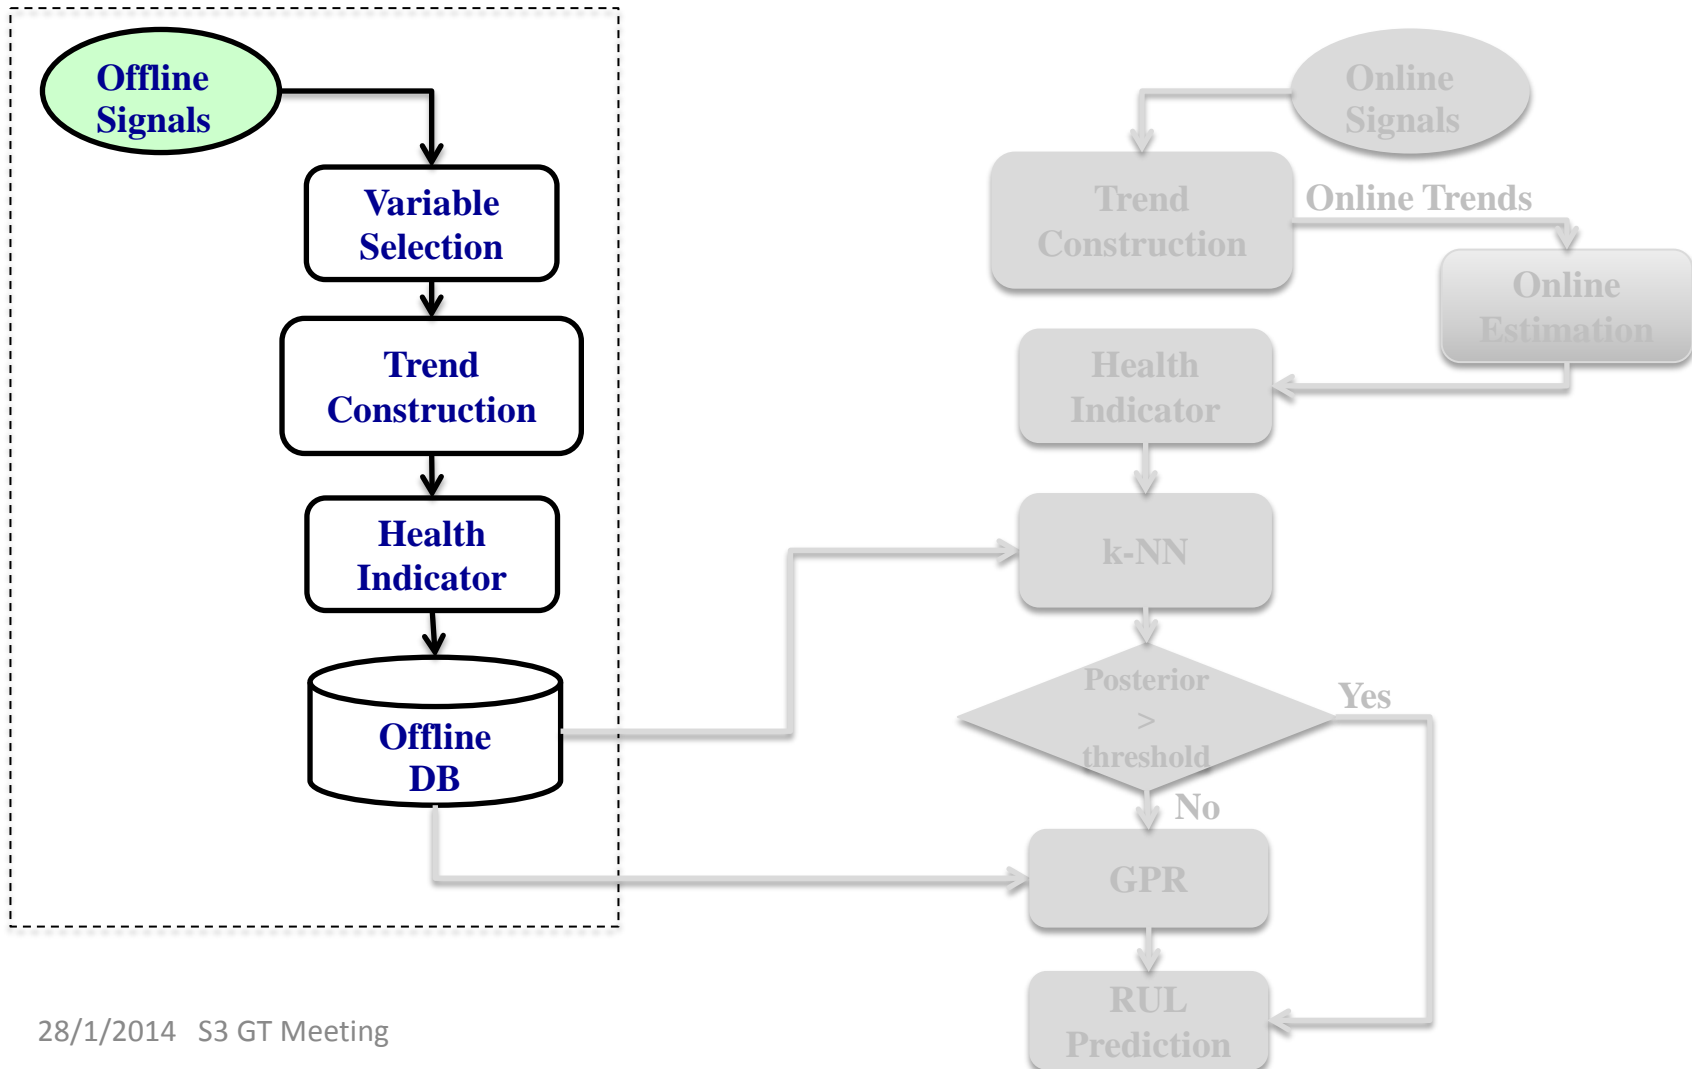 Offline
Signals
Variable
Selection
Trend
Construction
Health
Indicator
Offline
DB
Online
Signals
Trend
Construction
Online Trends
Online
Estimation
Health
Indicator
k-NN
Posterior
>
threshold
Yes
No
GPR
RUL
Prediction
28/1/2014 S3 GT Meeting